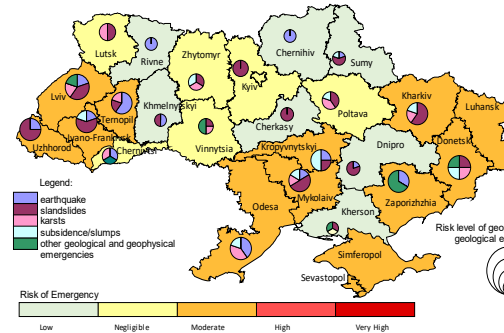 Lutsk
Rivne
Zhytomyr
Chernihiv
Sumy
Kyiv
Lviv
Ternopil
Khmelnytskyi
Poltava
Kharkiv
Luhansk
Ivano-Frankivsk
Cherkasy
Uzhhorod
Chernivtsi
Vinnytsia
Kropyvnytskyi
Dnipro
Donetsk
Legend:
earthquake
slandslides
karsts
subsidence/slumps
other geological and geophysical
emergencies
Odesa
Mykolaiv
Zaporizhzhia
Kherson
Risk level of geo
geological e
Simferopol
Sevastopol
Risk of Emergency
Low
Negligible
Moderate
High
Very High